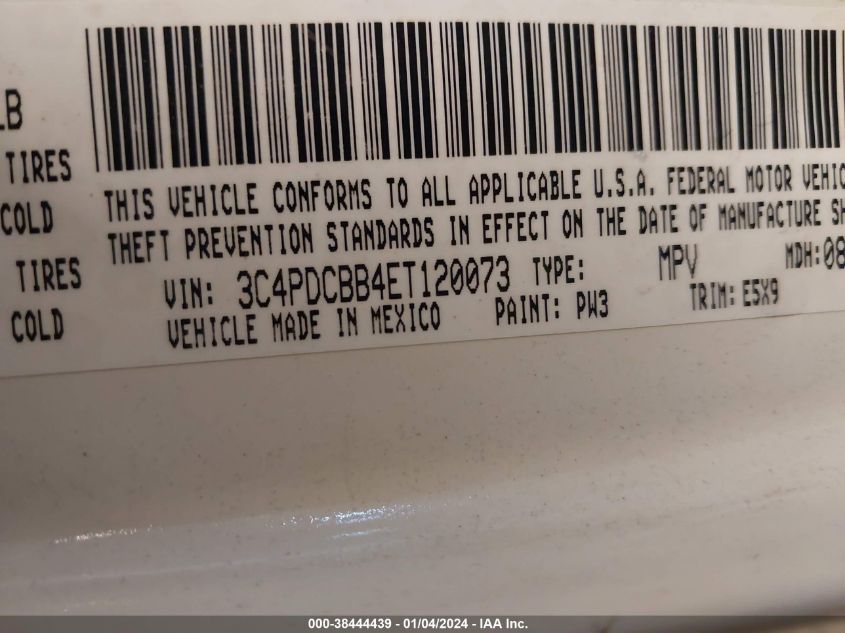 LB
TIRES
COLD
TIRES
COLD
THIS VEHICLE CONFORMS TO ALL APPLICABLE U.S.A. FEDERAL MOTOR VEHIC
THEFT PREVENTION STANDARDS IN EFFECT ON THE DATE OF MANUFACTURE SH
VIN: 3C4PDCBB4ET120073 TYPE: MPV MDH: 08
VEHICLE MADE IN MEXICO PAINT: PW3 TRIM: E5X9
000-38444439 - 01/04/2024 - IAA Inc.